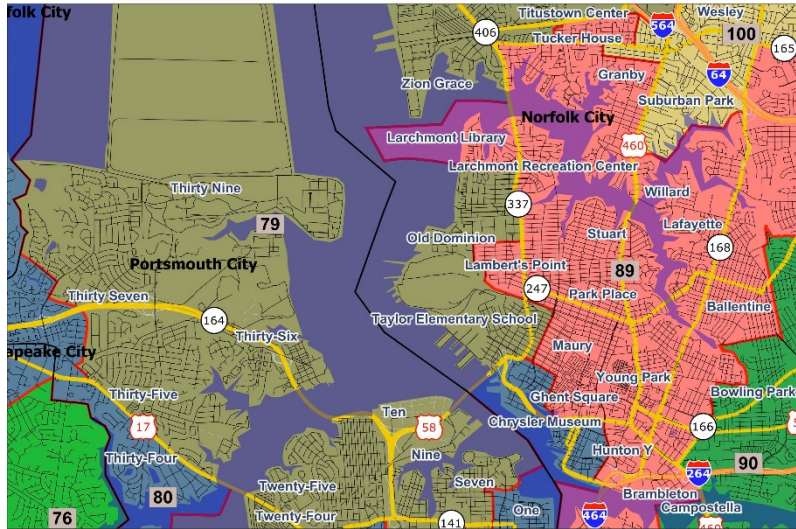 folk City
Titustown Center
Wesley
406
564
100
Tucker House
165
Zion Grace
Granby
64
Suburban Park
Norfolk City
Larchmont Library
460
Larchmont Recreation Center
Thirty Nine
Willard
337
79
Stuart
Lafayette
Old Dominion
168
Portsmouth City
Lambert's Point
89
247
Park Place
Thirty Seven
Ballentine
164
Taylor Elementary School
Thirty-Six
Maury
apeake City
Young Park
Thirty-Five
Bowling Park
Ghent Square
Ten
17
58
Chrysler Museum
166
Nine
Hunton Y
Thirty-Four
90
264
Seven
Twenty-Five
80
Brambleton
One
Campostella
76
Twenty-Four
141
464
460